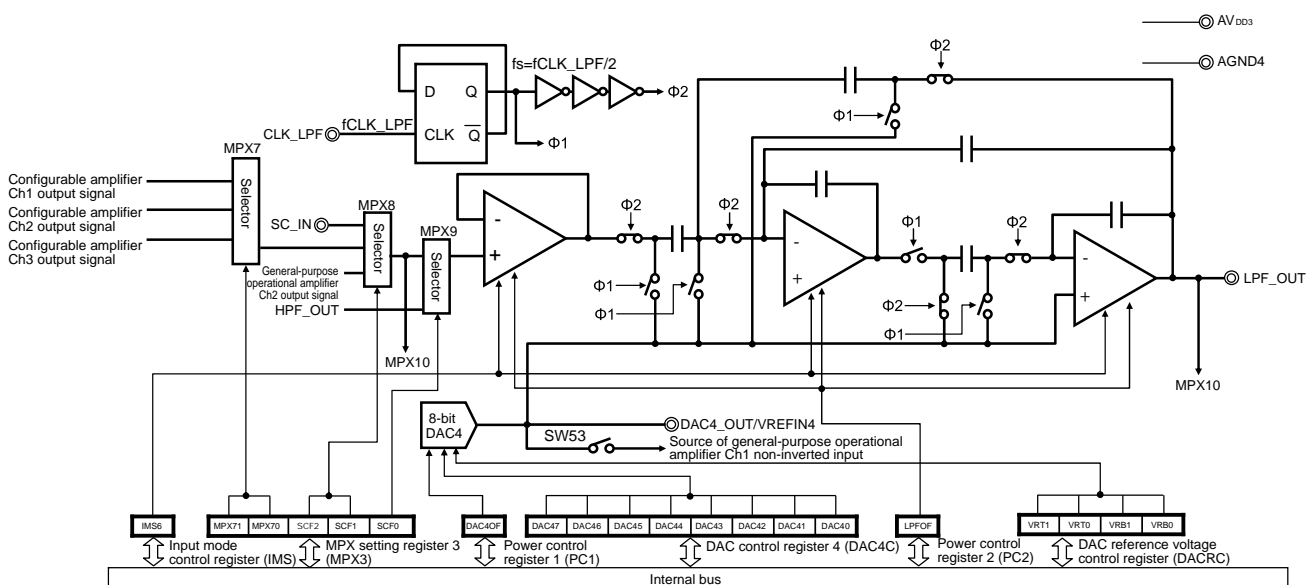 AVDD3
AGND4
fs=fCLK_LPF/2
Φ2
Φ2
Φ1
Φ1
D
Q
CLK
Q
CLK_LPF
fCLK_LPF
MPX7
Selector
Configurable amplifier
Ch1 output signal
Configurable amplifier
Ch2 output signal
Configurable amplifier
Ch3 output signal
SC_IN
MPX8
Selector
General-purpose
operational amplifier
Ch2 output signal
HPF_OUT
MPX9
Selector
MPX10
-
+
Φ2
Φ2
Φ1
Φ1
-
+
Φ1
Φ2
Φ2
Φ1
-
+
LPF_OUT
MPX10
8-bit
DAC4
DAC4_OUT/VREFIN4
SW53
Source of general-purpose operational
amplifier Ch1 non-inverted input
IMS6
MPX71
MPX70
SCF2
SCF1
SCF0
DAC4OF
DAC47
DAC46
DAC45
DAC44
DAC43
DAC42
DAC41
DAC40
LPFOF
VRT1
VRT0
VRB1
VRB0
Input mode
control register (IMS)
MPX setting register 3
(MPX3)
Power control
register 1 (PC1)
DAC control register 4 (DAC4C)
Power control
register 2 (PC2)
DAC reference voltage
control register (DACRC)
Internal bus